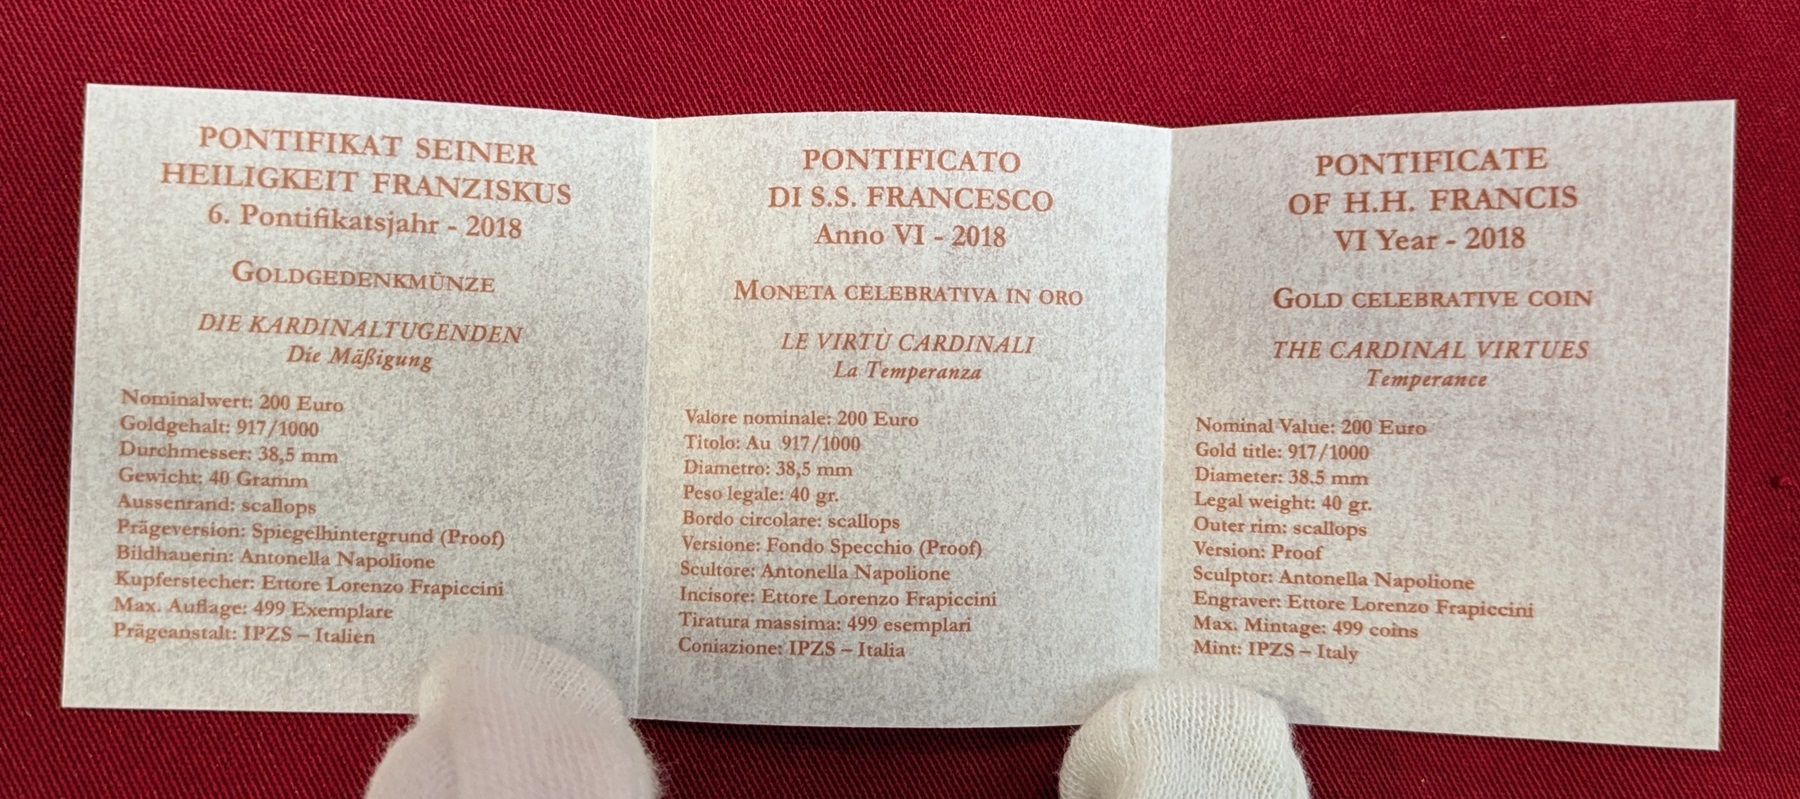 PONTIFIKAT SEINER
HEILIGKEIT FRANZISKUS
6. Pontifikatsjahr - 2018
GOLDGEDENKMÜNZE
DIE KARDINALTUGENDEN
Die Mäßigung
Nominalwert: 200 Euro
Goldgehalt: 917/1000
Durchmesser: 38,5 mm
Gewicht: 40 Gramm
Aussenrand: scallops
Prägeversion: Spiegelhintergrund (Proof)
Bildhauerin: Antonella Napolione
Kupferstecher: Ettore Lorenzo Frapiccini
Max. Auflage: 499 Exemplare
Prägeanstalt: IPZS – Italien
PONTIFICATO
DI S.S. FRANCESCO
Anno VI - 2018
MONETA CELEBRATIVA IN ORO
LE VIRTÙ CARDINALI
La Temperanza
Valore nominale: 200 Euro
Titolo: Au 917/1000
Diametro: 38,5 mm
Peso legale: 40 gr.
Bordo circolare: scallops
Versione: Fondo Specchio (Proof)
Scultore: Antonella Napolione
Incisore: Ettore Lorenzo Frapiccini
Tiratura massima: 499 esemplari
Coniazione: IPZS – Italia
PONTIFICATE
OF H.H. FRANCIS
VI Year - 2018
GOLD CELEBRATIVE COIN
THE CARDINAL VIRTUES
Temperance
Nominal Value: 200 Euro
Gold title: 917/1000
Diameter: 38.5 mm
Legal weight: 40 gr.
Outer rim: scallops
Version: Proof
Sculptor: Antonella Napolione
Engraver: Ettore Lorenzo Frapiccini
Max. Mintage: 499 coins
Mint: IPZS – Italy